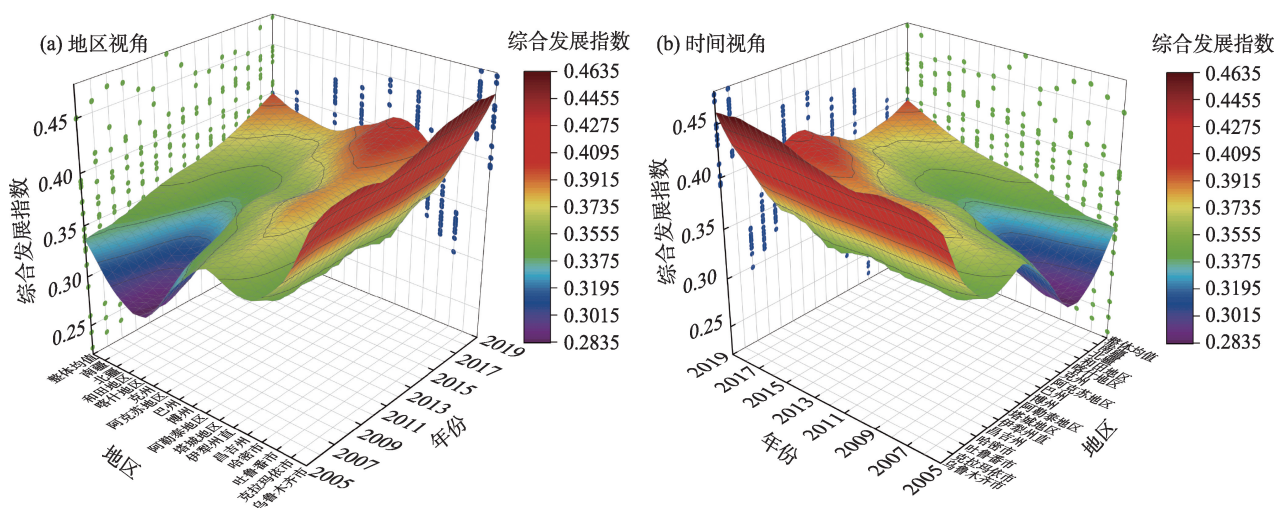 (a) 地区视角
综合发展指数
0.4635
0.4455
0.4275
0.4095
0.3915
0.3735
0.3555
0.3375
0.3195
0.3015
0.2835
综合发展指数
0.45
0.40
0.35
0.30
0.25
整体均值
南疆
北疆
和田地区
喀什地区
克州
阿克苏地区
巴州
博州
阿勒泰地区
塔城地区
伊犁州直
昌吉州
哈密市
吐鲁番市
克拉玛依市
乌鲁木齐市
地区
2005
2007
2009
2011
2013
2015
2017
2019
年份
(b) 时间视角
综合发展指数
0.4635
0.4455
0.4275
0.4095
0.3915
0.3735
0.3555
0.3375
0.3195
0.3015
0.2835
综合发展指数
0.45
0.40
0.35
0.30
0.25
2019
2017
2015
2013
2011
2009
2007
2005
年份
整体均值
阿克苏地区
巴州
博州
阿勒泰地区
塔城地区
伊犁州直
昌吉州
哈密市
吐鲁番市
克拉玛依市
乌鲁木齐市
地区